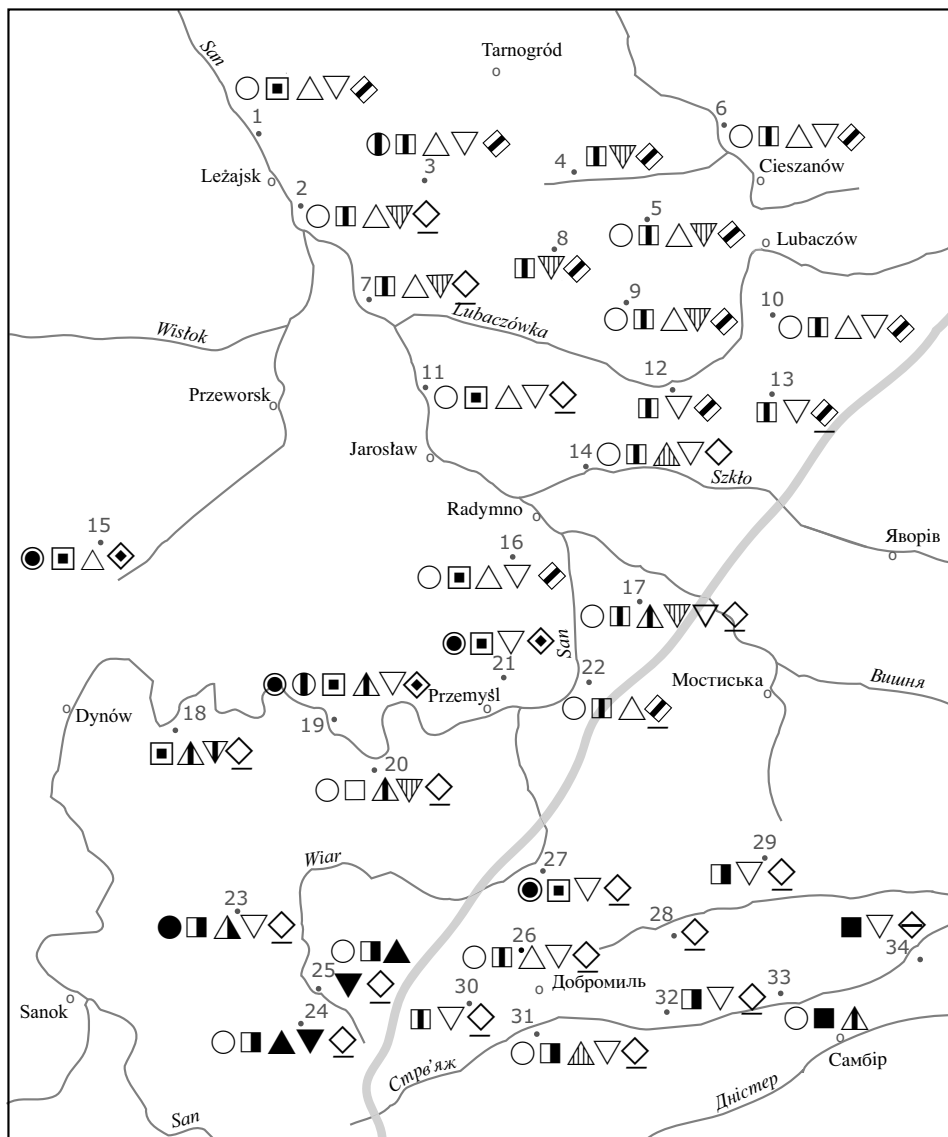 San
Tarnogród
1
6
3
4
Leżajsk
Cieszanów
2
5
8
Lubaczów
7
9
10
Lubaczówka
Wisłok
12
13
11
Przeworsk
Jarosław
14
Szkło
Radymno
15
16
Яворів
17
San
21
22
Мостиська
Вишня
Dynów
18
Przemyśl
19
20
29
Wiar
27
23
28
34
26
25
Добромиль
33
Sanok
30
32
24
31
Самбір
Стрв'яж
Дністер
San